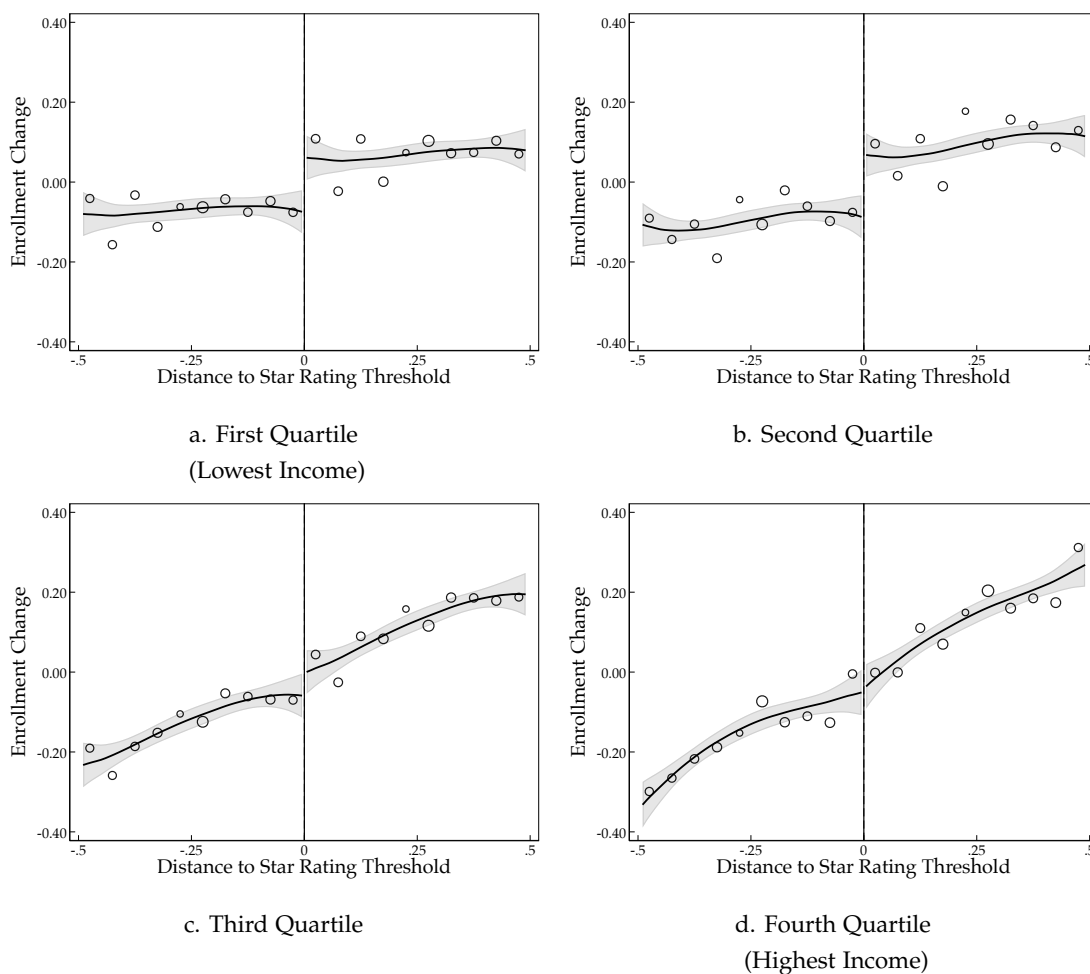 0.40
0.20
0.00
-0.20
-0.40
Enrollment Change
-.5 -.25 0 .25 .5
Distance to Star Rating Threshold
a. First Quartile
(Lowest Income)
0.40
0.20
0.00
-0.20
-0.40
Enrollment Change
-.5 -.25 0 .25 .5
Distance to Star Rating Threshold
b. Second Quartile
0.40
0.20
0.00
-0.20
-0.40
Enrollment Change
-.5 -.25 0 .25 .5
Distance to Star Rating Threshold
c. Third Quartile
0.40
0.20
0.00
-0.20
-0.40
Enrollment Change
-.5 -.25 0 .25 .5
Distance to Star Rating Threshold
d. Fourth Quartile
(Highest Income)